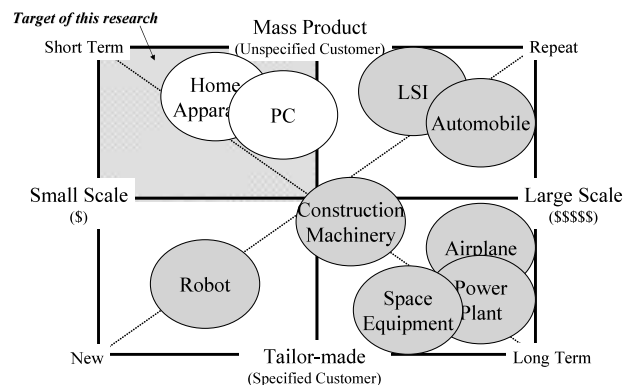 Target of this research
Mass Product
(Unspecified Customer)
Short Term
Repeat
Home
Appara
PC
LSI
Automobile
Small Scale
($)
Large Scale
($$$$$)
Construction
Machinery
Airplane
Robot
Power
Plant
Space
Equipment
New
Tailor-made
(Specified Customer)
Long Term